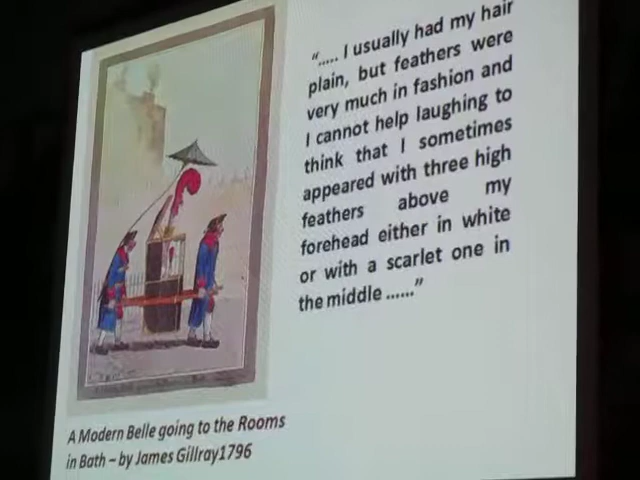 “..... I usually had my hair
plain, but feathers were
very much in fashion and
I cannot help laughing to
think that I sometimes
appeared with three high
feathers above my
forehead either in white
or with a scarlet one in
the middle ......”
A Modern Belle going to the Rooms
in Bath – by James Gillray1796